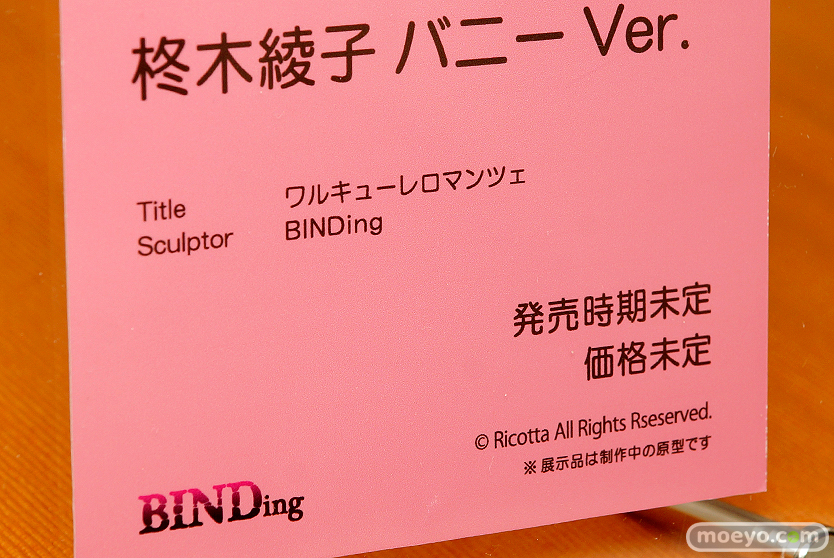 柊木綾子 バニー Ver.
Title ワルキューレロマンツェ
Sculptor BINDing
発売時期未定
価格未定
© Ricotta All Rights Rseserved.
※展示品は制作中の原型です
BINDing
moeyo.com